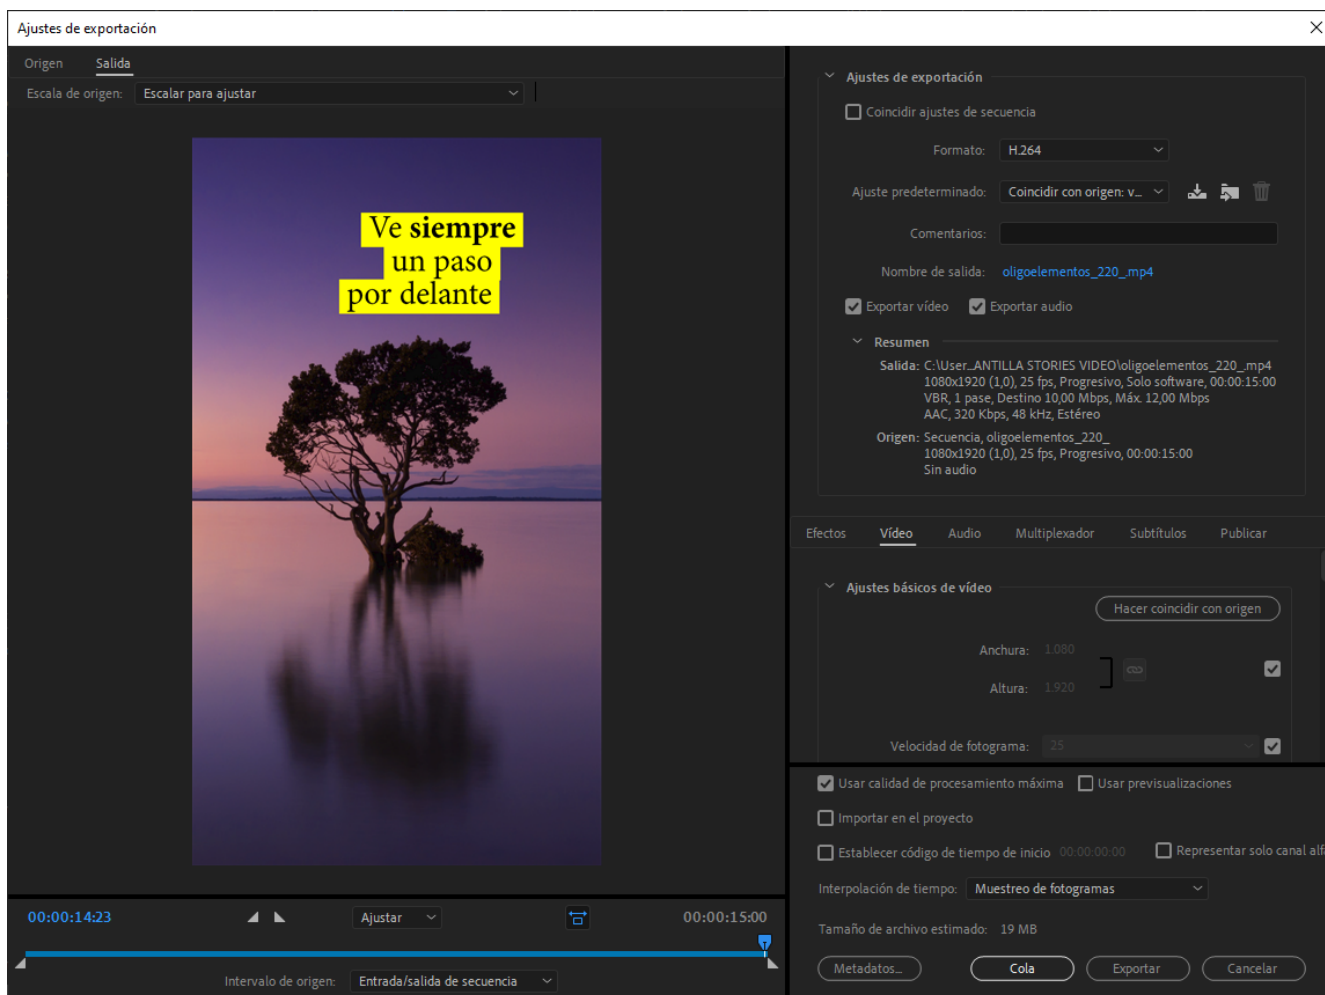 Ajustes de exportación
Origen Salida
Escala de origen: Escalar para ajustar
Ve siempre
un paso
por delante
00:00:14:23 Ajustar 00:00:15:00
Intervalo de origen: Entrada/salida de secuencia
Ajustes de exportación
Coincidir ajustes de secuencia
Formato: H.264
Ajuste predeterminado: Coincidir con origen: v...
Comentarios:
Nombre de salida: oligoelementos_220_.mp4
Exportar vídeo Exportar audio
Resumen
Salida: C:\User...ANTILLA STORIES VIDEO\oligoelementos_220_.mp4
1080x1920 (1,0), 25 fps, Progresivo, Solo software, 00:00:15:00
VBR, 1 pase, Destino 10,00 Mbps, Máx. 12,00 Mbps
AAC, 320 Kbps, 48 kHz, Estéreo
Origen: Secuencia, oligoelementos_220_
1080x1920 (1,0), 25 fps, Progresivo, 00:00:15:00
Sin audio
Efectos Vídeo Audio Multiplexador Subtítulos Publicar
Ajustes básicos de vídeo
Hacer coincidir con origen
Anchura: 1.080
Altura: 1.920
Velocidad de fotograma: 25
Usar calidad de procesamiento máxima Usar previsualizaciones
Importar en el proyecto
Establecer código de tiempo de inicio 00:00:00:00 Representar solo canal alf
Interpolación de tiempo: Muestreo de fotogramas
Tamaño de archivo estimado: 19 MB
Metadatos... Cola Exportar Cancelar